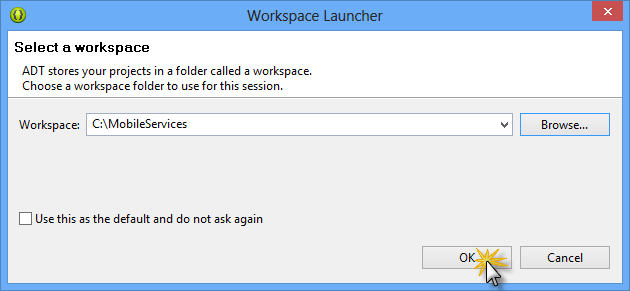 Workspace Launcher
Select a workspace
ADT stores your projects in a folder called a workspace.
Choose a workspace folder to use for this session.
Workspace: C:\MobileServices Browse...
Use this as the default and do not ask again
OK Cancel